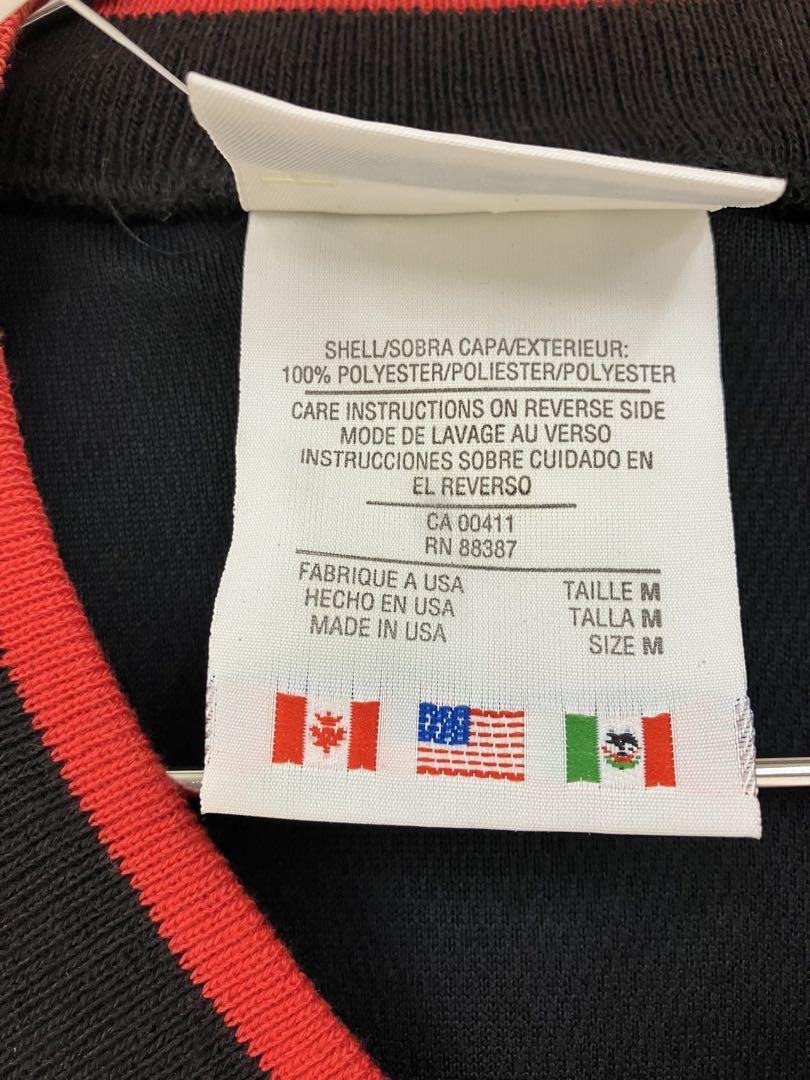 SHELL/SOBRA CAPA/EXTERIEUR:
100% POLYESTER/POLIESTER/POLYESTER
CARE INSTRUCTIONS ON REVERSE SIDE
MODE DE LAVAGE AU VERSO
INSTRUCCIONES SOBRE CUIDADO EN
EL REVERSO
CA 00411
RN 88387
FABRIQUE A USA TAILLE M
HECHO EN USA TALLA M
MADE IN USA SIZE M